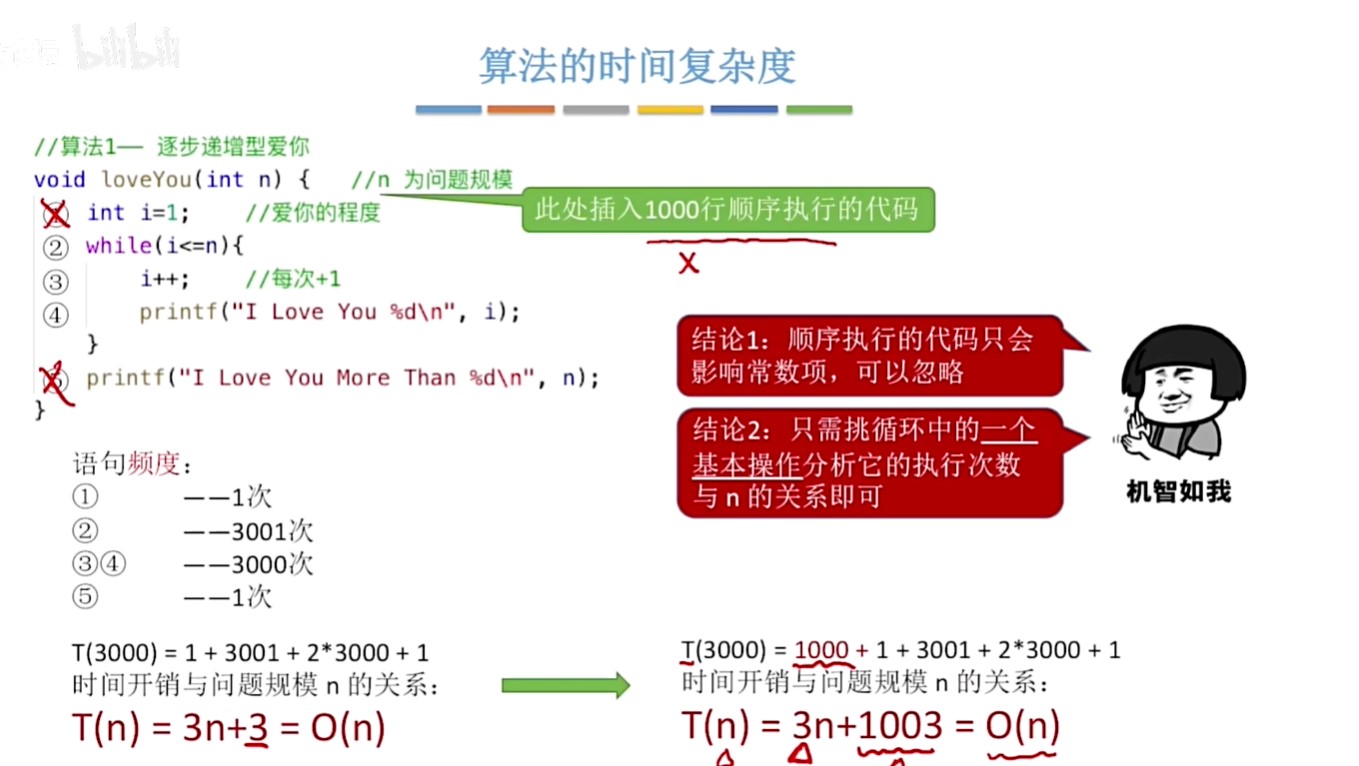 bilibili
算法的时间复杂度
//算法1—— 逐步递增型爱你
void loveYou(int n) { //n 为问题规模
int i=1; //爱你的程度
此处插入1000行顺序执行的代码
② while(i<=n){
③ i++; //每次+1
④ printf("I Love You %d\n", i);
}
printf("I Love You More Than %d\n", n);
}
X
结论1：顺序执行的代码只会
影响常数项，可以忽略
结论2：只需挑循环中的一个
基本操作分析它的执行次数
与 n 的关系即可
机智如我
语句频度：
① ——1次
② ——3001次
③④ ——3000次
⑤ ——1次
T(3000) = 1 + 3001 + 2*3000 + 1
时间开销与问题规模 n 的关系：
T(n) = 3n+3 = O(n)
T(3000) = 1000 + 1 + 3001 + 2*3000 + 1
时间开销与问题规模 n 的关系：
T(n) = 3n+1003 = O(n)